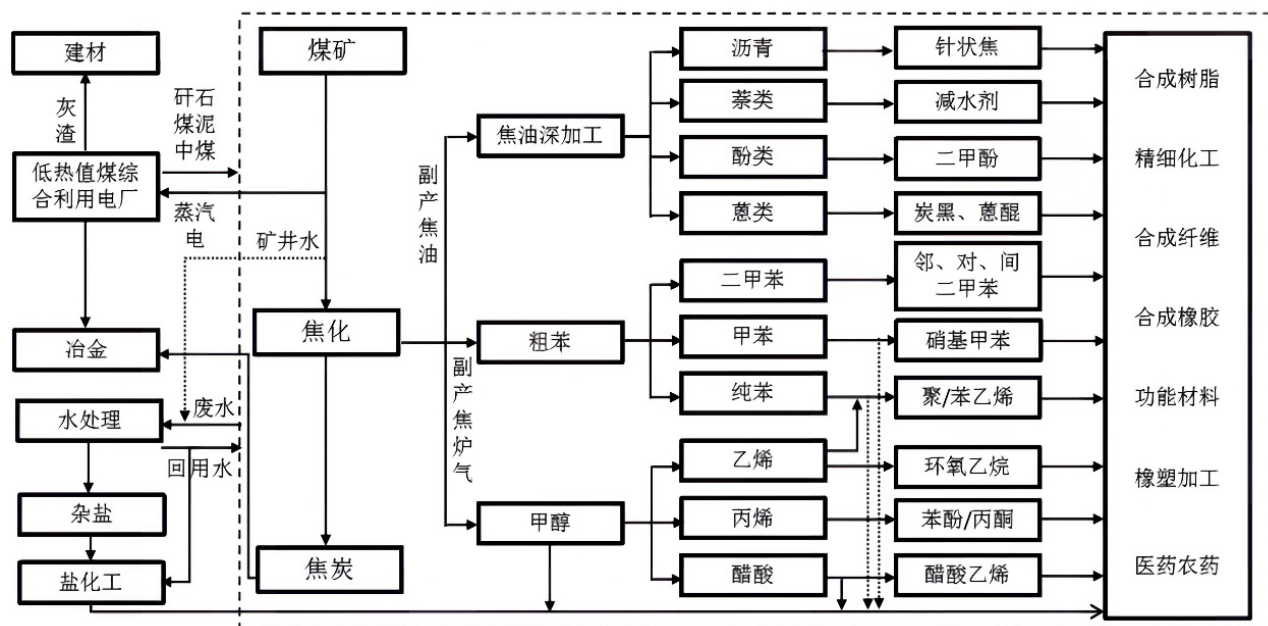 建材
灰渣
矸石
煤泥
中煤
低热值煤综
合利用电厂
蒸汽
电
矿井水
冶金
水处理
废水
回用水
杂盐
盐化工
煤矿
焦化
焦炭
副产焦油
副产焦炉气
焦油深加工
粗苯
甲醇
沥青
萘类
酚类
蒽类
二甲苯
甲苯
纯苯
乙烯
丙烯
醋酸
针状焦
减水剂
二甲酚
炭黑、蒽醌
邻、对、间
二甲苯
硝基甲苯
聚/苯乙烯
环氧乙烷
苯酚/丙酮
醋酸乙烯
合成树脂
精细化工
合成纤维
合成橡胶
功能材料
橡塑加工
医药农药